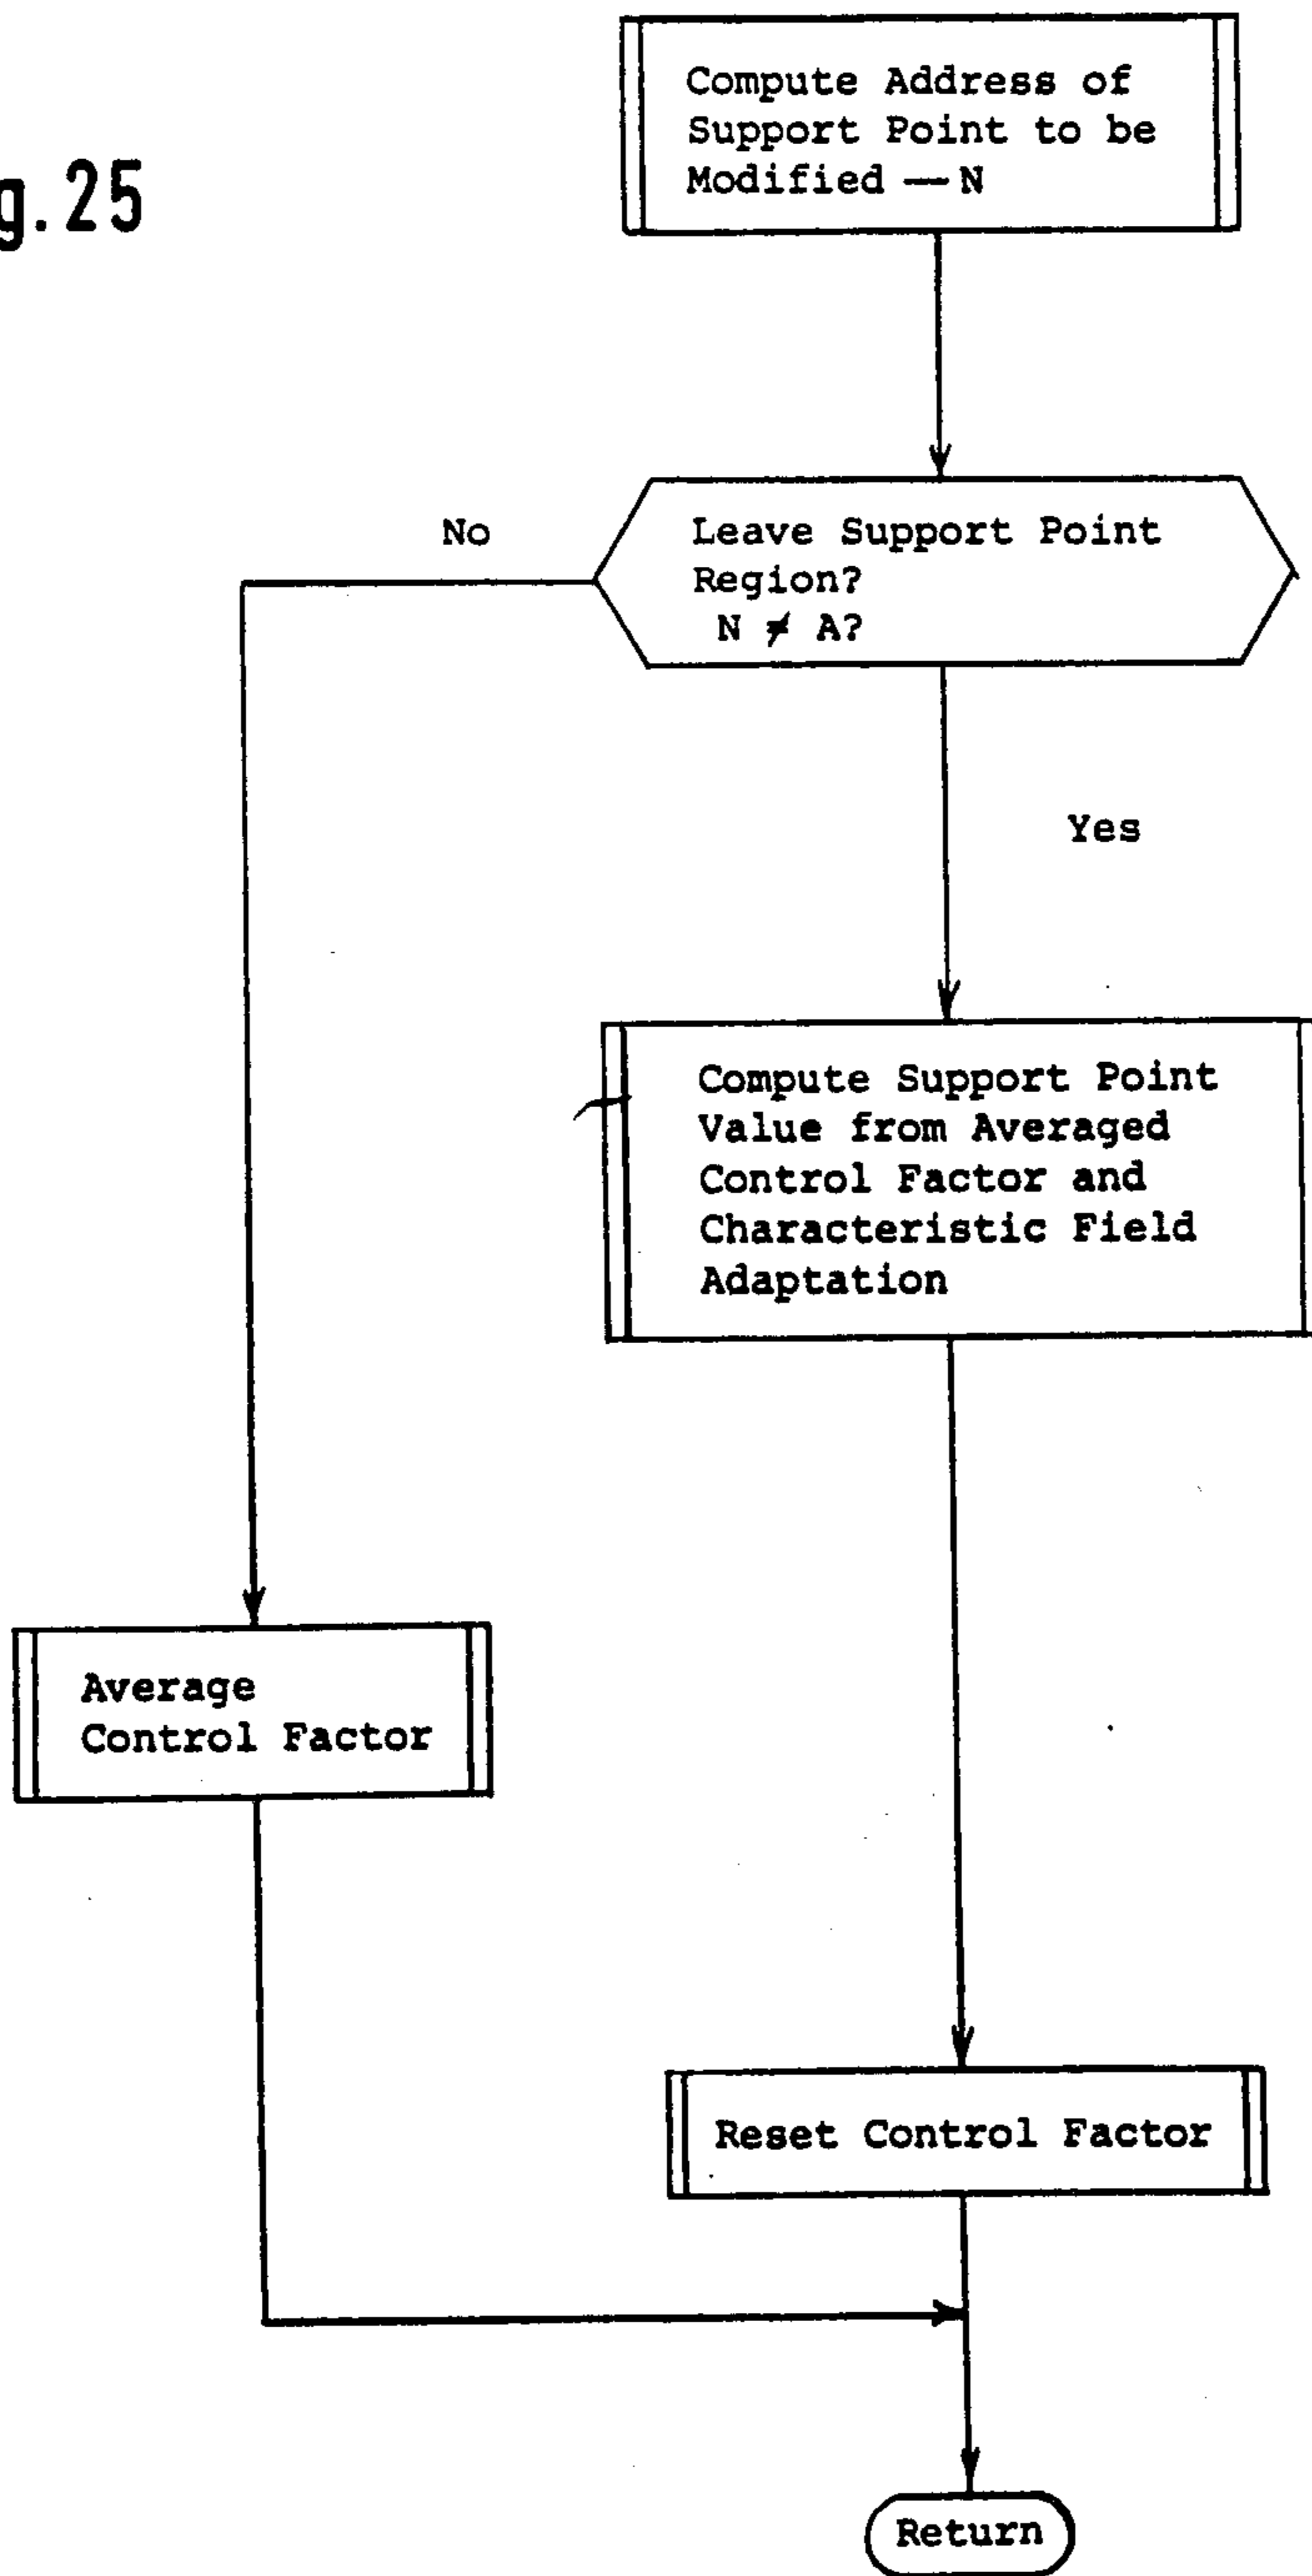 g. 25
Compute Address of
Support Point to be
Modified — N
No
Leave Support Point
Region?
N ≠ A?
Yes
Compute Support Point
Value from Averaged
Control Factor and
Characteristic Field
Adaptation
Average
Control Factor
Reset Control Factor
Return